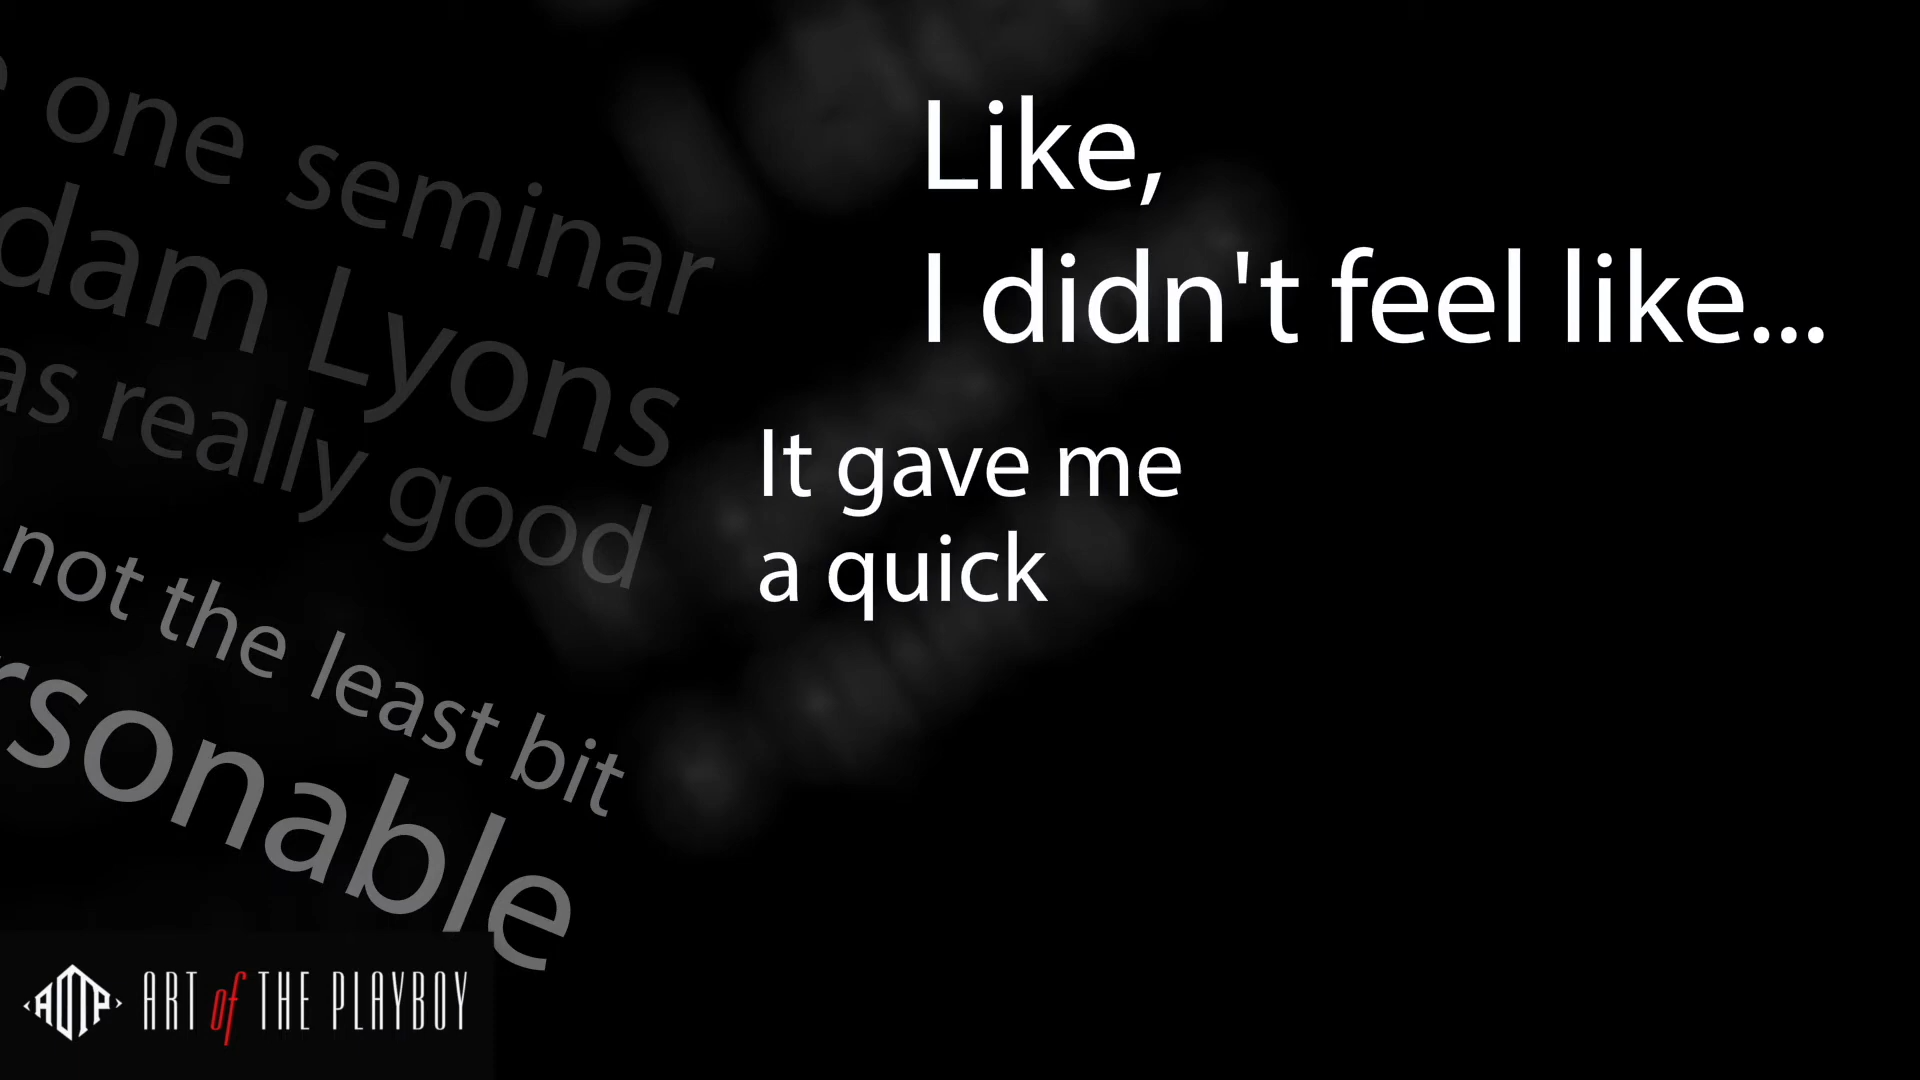 one seminar
dam Lyons
as really good
not the least bit
rsonable
Like,
I didn't feel like...
It gave me
a quick
AOTP ART of THE PLAYBOY